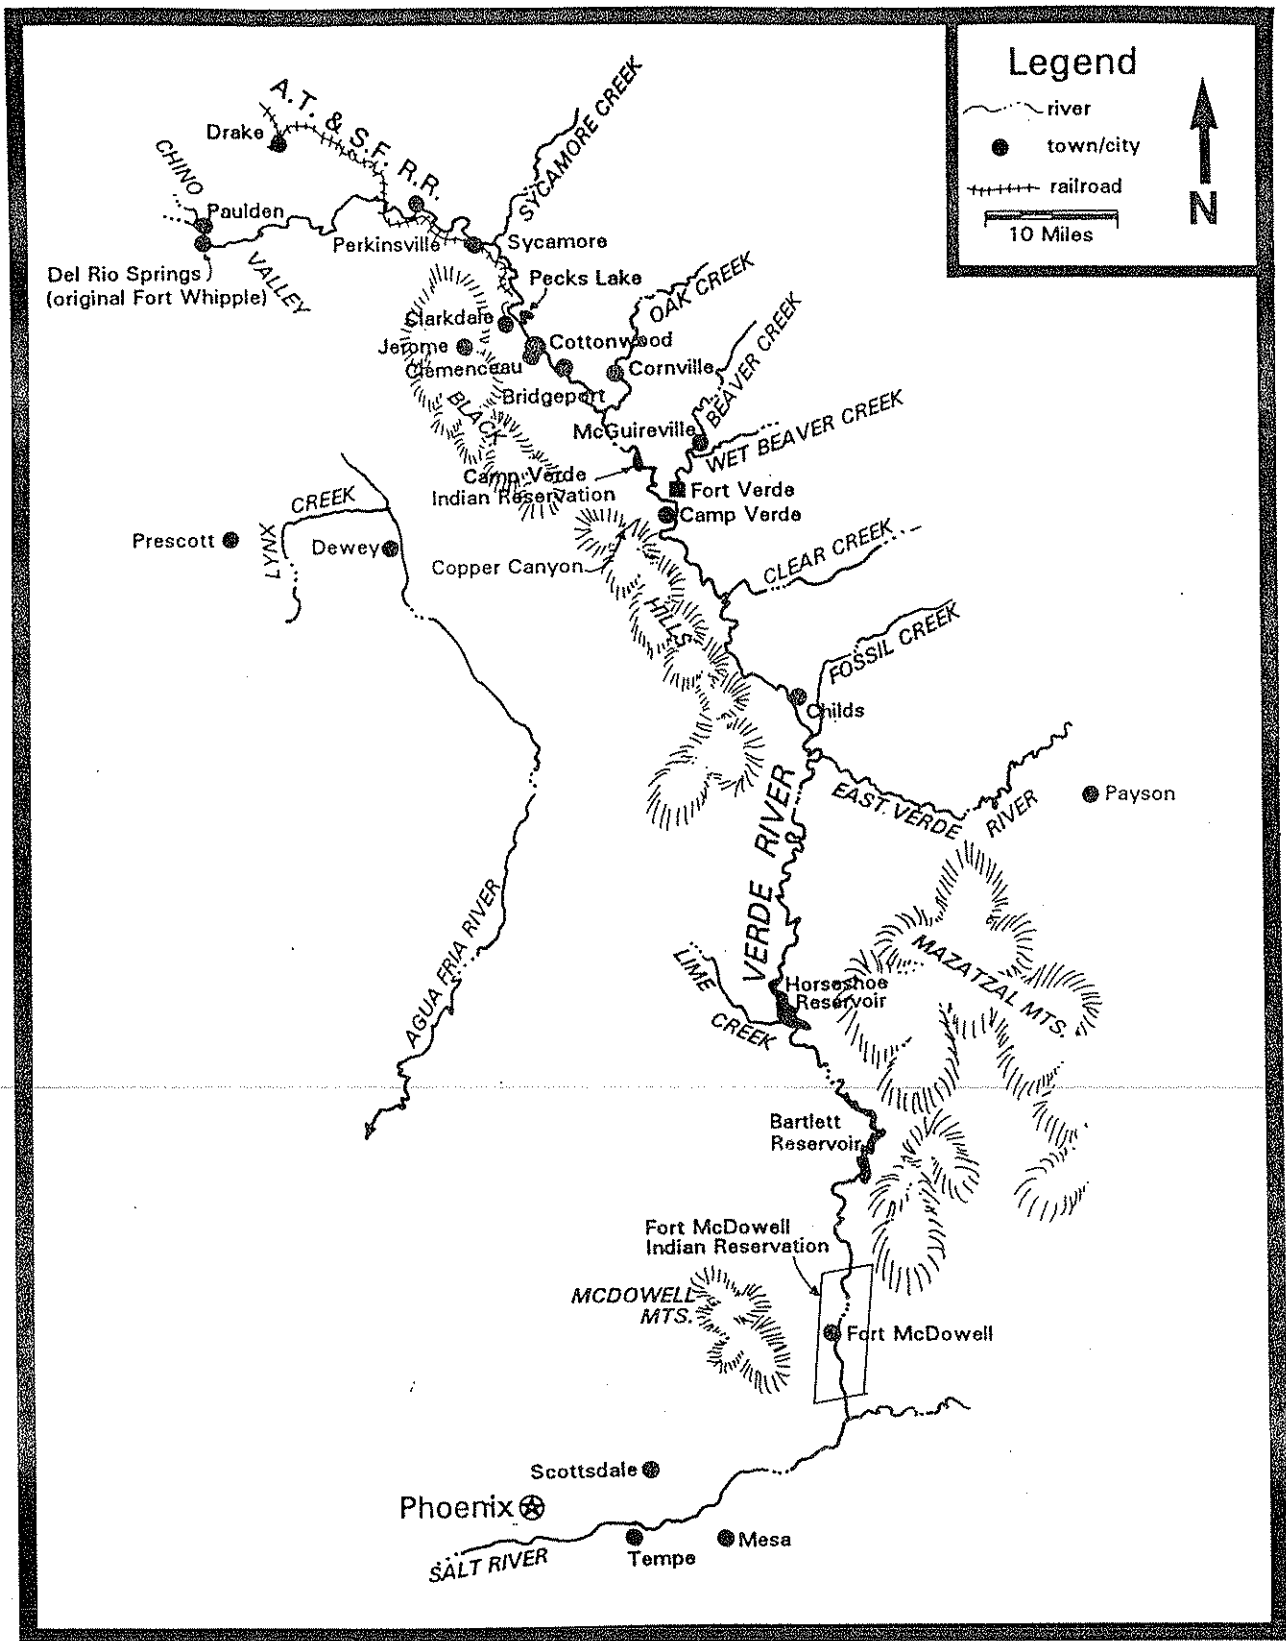 Legend
river
town/city
railroad
10 Miles
N
A.T. & S.F. R.R.
Drake
SYCAMORE CREEK
CHINO
VALLEY
Paulden
Perkinsville
Sycamore
Del Rio Springs
(original Fort Whipple)
Pecks Lake
OAK CREEK
Clarkdale
Jerome
Cottonwood
Clemenceau
Cornville
BEAVER CREEK
Bridgeport
BLACK
HILLS
McGuireville
WET BEAVER CREEK
Camp Verde
Indian Reservation
Fort Verde
Camp Verde
LYNX
CREEK
Prescott
Dewey
Copper Canyon
CLEAR CREEK
FOSSIL CREEK
Childs
EAST VERDE
RIVER
Payson
VERDE RIVER
AGUA FRIA RIVER
LIME
CREEK
Horseshoe
Reservoir
MAZATZAL MTS.
Bartlett
Reservoir
Fort McDowell
Indian Reservation
MCDOWELL
MTS.
Fort McDowell
Scottsdale
Phoenix
SALT RIVER
Tempe
Mesa